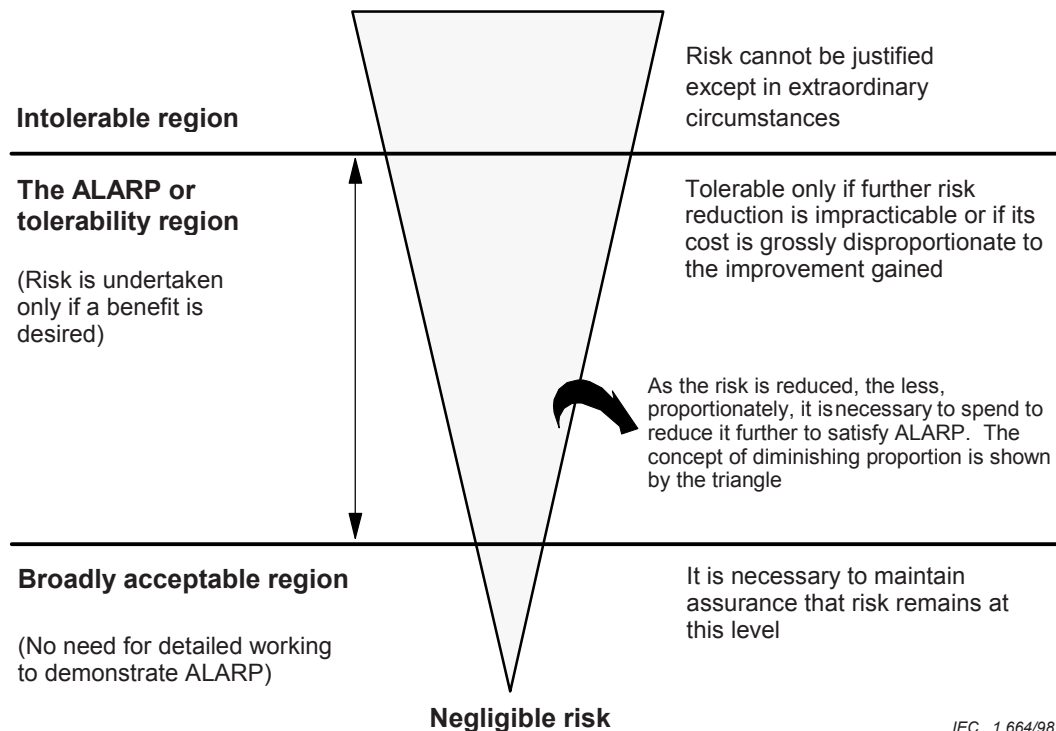 Risk cannot be justified
except in extraordinary
circumstances
Intolerable region
The ALARP or
tolerability region
(Risk is undertaken
only if a benefit is
desired)
Tolerable only if further risk
reduction is impracticable or if its
cost is grossly disproportionate to
the improvement gained
As the risk is reduced, the less,
proportionately, it is necessary to spend to
reduce it further to satisfy ALARP. The
concept of diminishing proportion is shown
by the triangle
Broadly acceptable region
(No need for detailed working
to demonstrate ALARP)
It is necessary to maintain
assurance that risk remains at
this level
Negligible risk
IEC 1 664/98